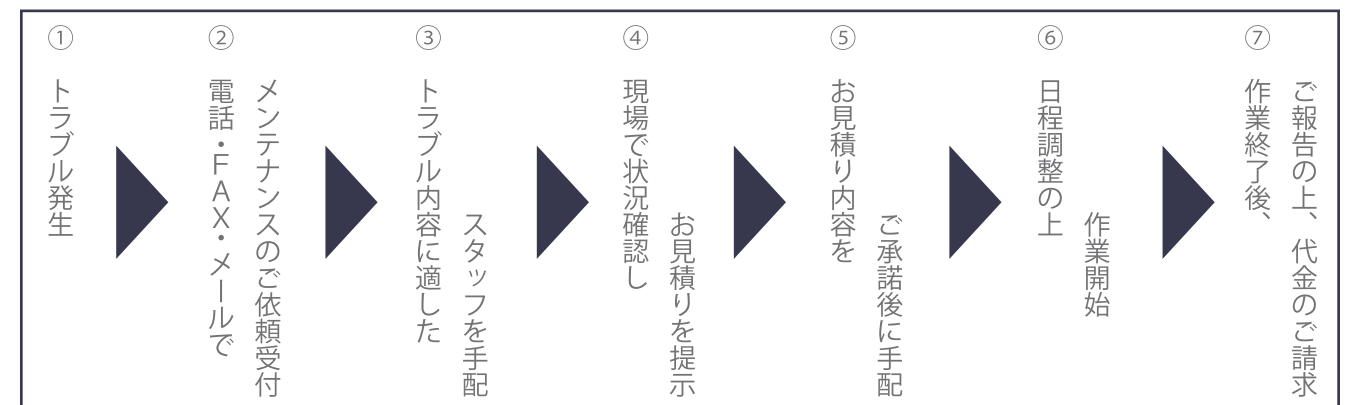 ①
トラブル発生
②
電話・FAX・メールで
メンテナンスのご依頼受付
③
トラブル内容に適した
スタッフを手配
④
現場で状況確認し
お見積りを提示
⑤
お見積り内容を
ご承諾後に手配
⑥
日程調整の上
作業開始
⑦
作業終了後、
ご報告の上、代金のご請求